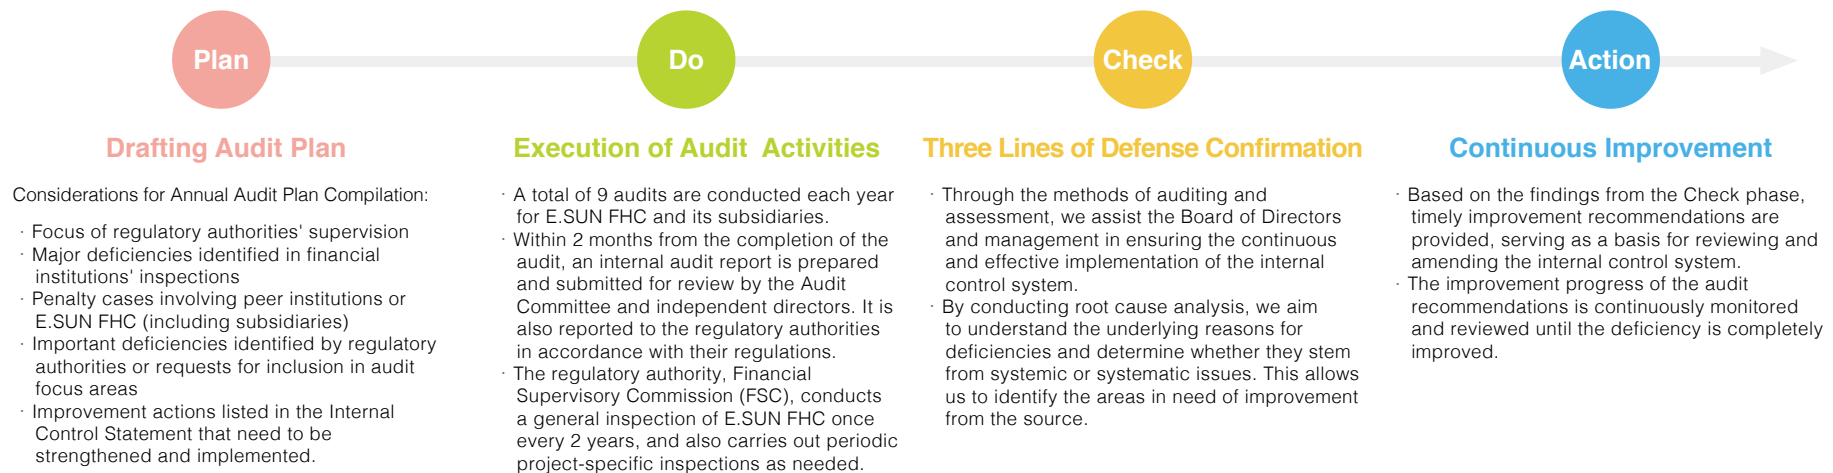 Plan
Do
Check
Action
Drafting Audit Plan
Considerations for Annual Audit Plan Compilation:
· Focus of regulatory authorities' supervision
· Major deficiencies identified in financial
institutions' inspections
· Penalty cases involving peer institutions or
E.SUN FHC (including subsidiaries)
· Important deficiencies identified by regulatory
authorities or requests for inclusion in audit
focus areas
· Improvement actions listed in the Internal
Control Statement that need to be
strengthened and implemented.
Execution of Audit Activities
· A total of 9 audits are conducted each year
for E.SUN FHC and its subsidiaries.
· Within 2 months from the completion of the
audit, an internal audit report is prepared
and submitted for review by the Audit
Committee and independent directors. It is
also reported to the regulatory authorities
in accordance with their regulations.
· The regulatory authority, Financial
Supervisory Commission (FSC), conducts
a general inspection of E.SUN FHC once
every 2 years, and also carries out periodic
project-specific inspections as needed.
Three Lines of Defense Confirmation
· Through the methods of auditing and
assessment, we assist the Board of Directors
and management in ensuring the continuous
and effective implementation of the internal
control system.
· By conducting root cause analysis, we aim
to understand the underlying reasons for
deficiencies and determine whether they stem
from systemic or systematic issues. This allows
us to identify the areas in need of improvement
from the source.
Continuous Improvement
· Based on the findings from the Check phase,
timely improvement recommendations are
provided, serving as a basis for reviewing and
amending the internal control system.
· The improvement progress of the audit
recommendations is continuously monitored
and reviewed until the deficiency is completely
improved.